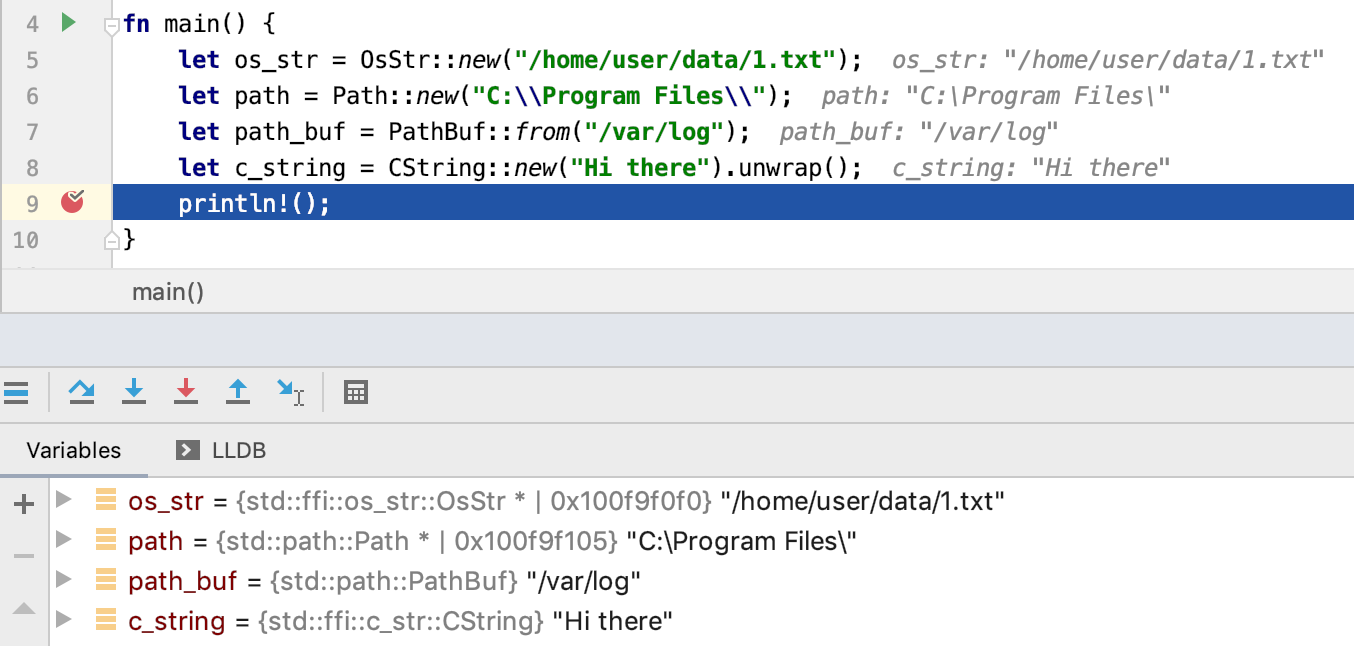 4 fn main() {
5 let os_str = OsStr::new("/home/user/data/1.txt"); os_str: "/home/user/data/1.txt"
6 let path = Path::new("C:\\Program Files\\"); path: "C:\Program Files\"
7 let path_buf = PathBuf::from("/var/log"); path_buf: "/var/log"
8 let c_string = CString::new("Hi there").unwrap(); c_string: "Hi there"
9 println!();
10 }
main()
Variables LLDB
os_str = {std::ffi::os_str::OsStr * | 0x100f9f0f0} "/home/user/data/1.txt"
path = {std::path::Path * | 0x100f9f105} "C:\Program Files\"
path_buf = {std::path::PathBuf} "/var/log"
c_string = {std::ffi::c_str::CString} "Hi there"